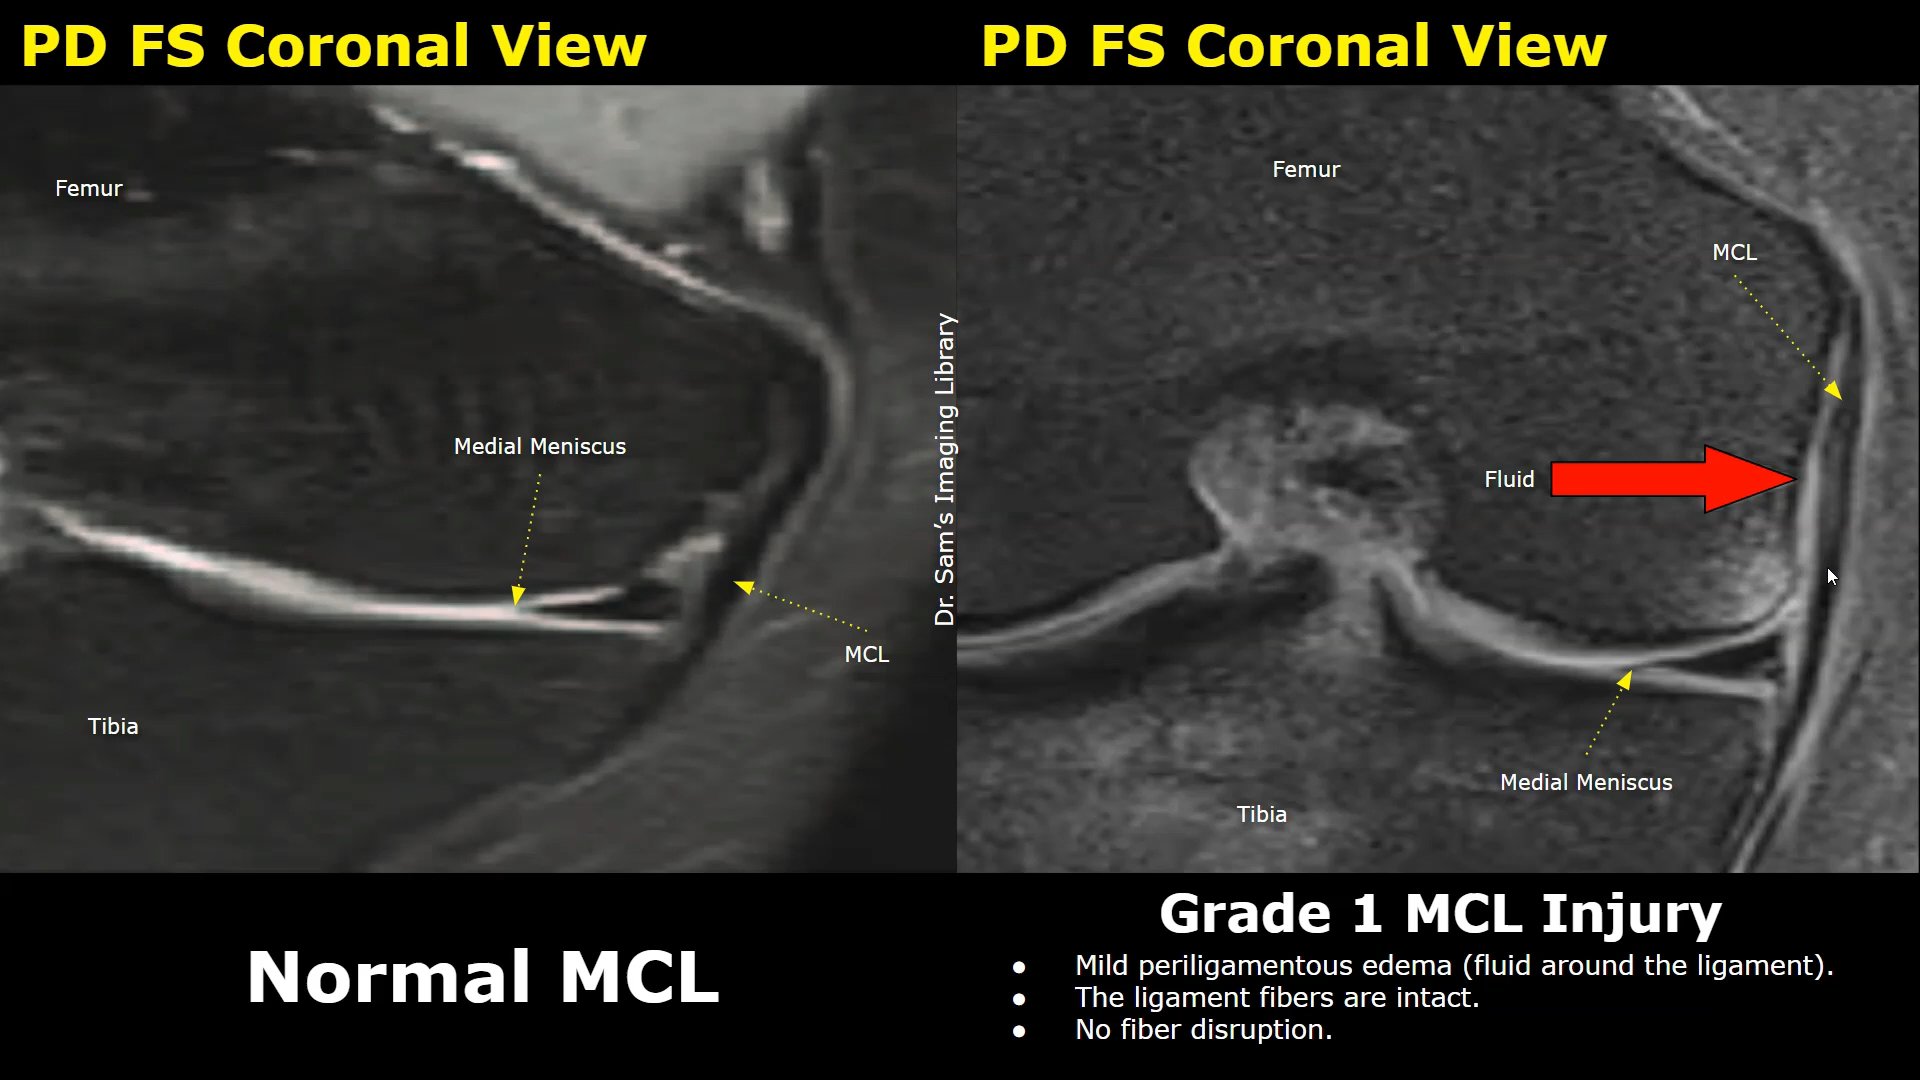 PD FS Coronal View
Femur
Medial Meniscus
MCL
Tibia
Normal MCL
Dr. Sam's Imaging Library
PD FS Coronal View
Femur
MCL
Fluid
Medial Meniscus
Tibia
Grade 1 MCL Injury
● Mild periligamentous edema (fluid around the ligament).
● The ligament fibers are intact.
● No fiber disruption.